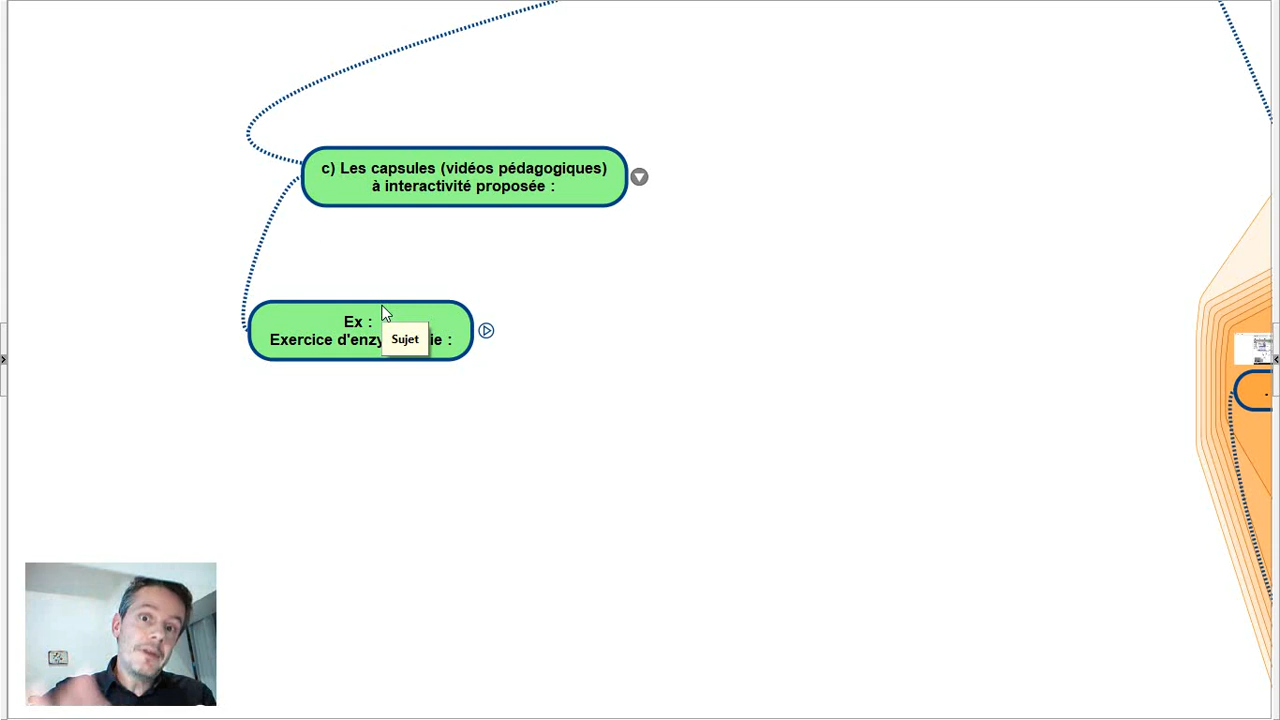 c) Les capsules (vidéos pédagogiques)
à interactivité proposée :
Ex :
Exercice d'enzy
ie :
Sujet